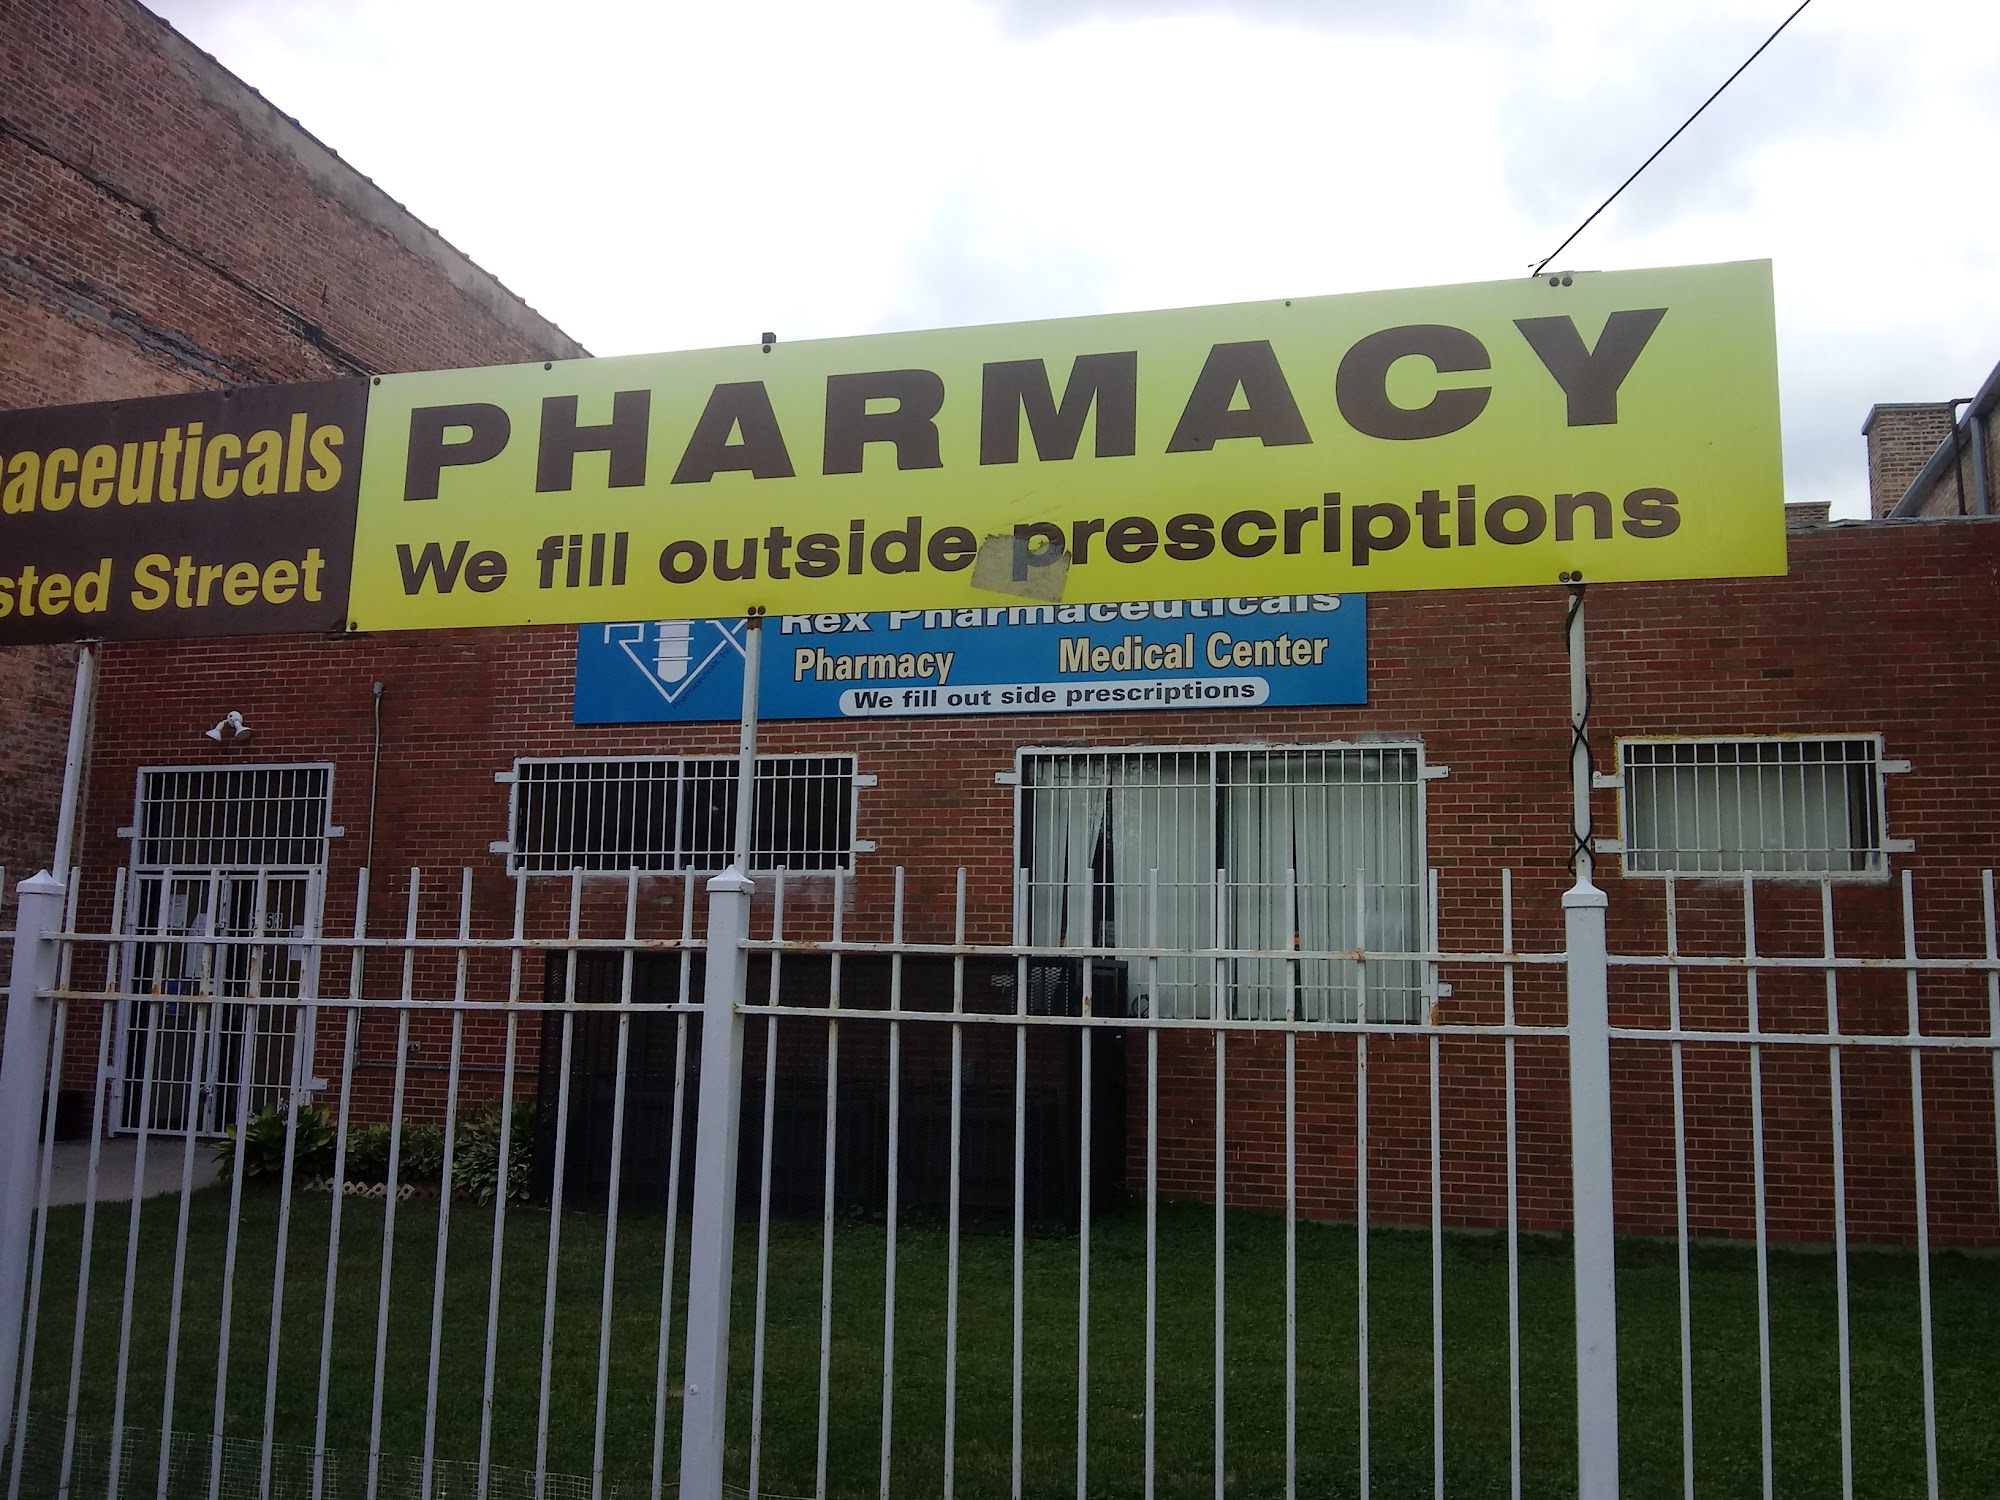 aceuticals
sted Street
PHARMACY
We fill outside prescriptions
Rex Pharmaceuticals
Pharmacy Medical Center
We fill out side prescriptions